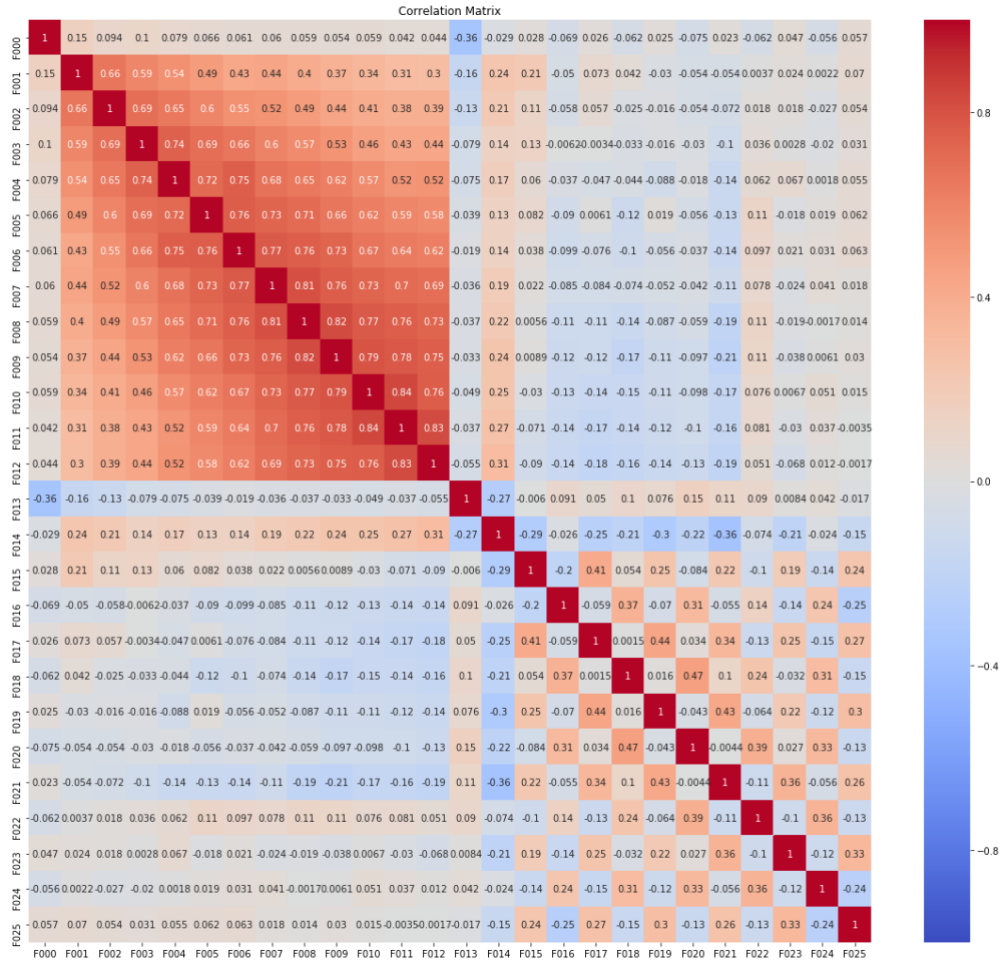 Correlation Matrix
F000 1 0.15 0.094 0.1 0.079 0.066 0.061 0.06 0.059 0.054 0.059 0.042 0.044 -0.36 -0.029 0.028 -0.069 0.026 -0.062 0.025 -0.075 0.023 -0.062 0.047 -0.056 0.057
F001 0.15 1 0.66 0.59 0.54 0.49 0.43 0.44 0.4 0.37 0.34 0.31 0.3 -0.16 0.24 0.21 -0.05 0.073 0.042 -0.03 -0.054 -0.054 0.0037 0.024 0.0022 0.07
F002 0.094 0.66 1 0.69 0.65 0.6 0.55 0.52 0.49 0.44 0.41 0.38 0.39 -0.13 0.21 0.11 -0.058 0.057 -0.025 -0.016 -0.054 -0.072 0.018 0.018 -0.027 0.054
F003 0.1 0.59 0.69 1 0.74 0.69 0.66 0.6 0.57 0.53 0.46 0.43 0.44 -0.079 0.14 0.13 -0.0062 -0.0034 -0.033 -0.016 -0.03 -0.1 0.036 0.0028 -0.02 0.031
F004 0.079 0.54 0.65 0.74 1 0.72 0.75 0.68 0.65 0.62 0.57 0.52 0.52 -0.075 0.17 0.06 -0.037 -0.047 -0.044 -0.088 -0.018 -0.14 0.062 0.067 0.0018 0.055
F005 0.066 0.49 0.6 0.69 0.72 1 0.76 0.73 0.71 0.66 0.62 0.59 0.58 -0.039 0.13 0.082 -0.09 0.0061 -0.12 0.019 -0.056 -0.13 0.11 -0.018 0.019 0.062
F006 0.061 0.43 0.55 0.66 0.75 0.76 1 0.77 0.76 0.73 0.67 0.64 0.62 -0.019 0.14 0.038 -0.099 -0.076 -0.1 -0.056 -0.037 -0.14 0.097 0.021 0.031 0.063
F007 0.06 0.44 0.52 0.6 0.68 0.73 0.77 1 0.81 0.76 0.73 0.7 0.69 -0.036 0.19 0.022 -0.085 -0.084 -0.074 -0.052 -0.042 -0.11 0.078 -0.024 0.041 0.018
F008 0.059 0.4 0.49 0.57 0.65 0.71 0.76 0.81 1 0.82 0.77 0.76 0.73 -0.037 0.22 0.0056 -0.11 -0.11 -0.14 -0.087 -0.059 -0.19 0.11 -0.019 -0.0017 0.014
F009 0.054 0.37 0.44 0.53 0.62 0.66 0.73 0.76 0.82 1 0.79 0.78 0.75 -0.033 0.24 0.0089 -0.12 -0.12 -0.17 -0.11 -0.097 -0.21 0.11 -0.038 0.0061 0.03
F010 0.059 0.34 0.41 0.46 0.57 0.62 0.67 0.73 0.77 0.79 1 0.84 0.76 -0.049 0.25 -0.03 -0.13 -0.14 -0.15 -0.11 -0.098 -0.17 0.076 0.0067 0.051 0.015
F011 0.042 0.31 0.38 0.43 0.52 0.59 0.64 0.7 0.76 0.78 0.84 1 0.83 -0.037 0.27 -0.071 -0.14 -0.17 -0.14 -0.12 -0.1 -0.16 0.081 -0.03 0.037 -0.0035
F012 0.044 0.3 0.39 0.44 0.52 0.58 0.62 0.69 0.73 0.75 0.76 0.83 1 -0.055 0.31 -0.09 -0.14 -0.18 -0.16 -0.14 -0.13 -0.19 0.051 -0.068 0.012 -0.0017
F013 -0.36 -0.16 -0.13 -0.079 -0.075 -0.039 -0.019 -0.036 -0.037 -0.033 -0.049 -0.037 -0.055 1 -0.27 -0.006 0.091 0.05 0.1 0.076 0.15 0.11 0.09 0.0084 0.042 -0.017
F014 -0.029 0.24 0.21 0.14 0.17 0.13 0.14 0.19 0.22 0.24 0.25 0.27 0.31 -0.27 1 -0.29 -0.026 -0.25 -0.21 -0.3 -0.22 -0.36 -0.074 -0.21 -0.024 -0.15
F015 0.028 0.21 0.11 0.13 0.06 0.082 0.038 0.022 0.0056 0.0089 -0.03 -0.071 -0.09 -0.006 -0.29 1 -0.2 0.41 0.054 0.25 -0.084 0.22 -0.1 0.19 -0.14 0.24
F016 -0.069 -0.05 -0.058 -0.0062 -0.037 -0.09 -0.099 -0.085 -0.11 -0.12 -0.13 -0.14 -0.14 0.091 -0.026 -0.2 1 -0.059 0.37 -0.07 0.31 -0.055 0.14 -0.14 0.24 -0.25
F017 0.026 0.073 0.057 -0.0034 -0.047 0.0061 -0.076 -0.084 -0.11 -0.12 -0.14 -0.17 -0.18 0.05 -0.25 0.41 -0.059 1 0.0015 0.44 0.034 0.34 -0.13 0.25 -0.15 0.27
F018 -0.062 0.042 -0.025 -0.033 -0.044 -0.12 -0.1 -0.074 -0.14 -0.17 -0.15 -0.14 -0.16 0.1 -0.21 0.054 0.37 0.0015 1 0.016 0.47 0.1 0.24 -0.032 0.31 -0.15
F019 0.025 -0.03 -0.016 -0.016 -0.088 0.019 -0.056 -0.052 -0.087 -0.11 -0.11 -0.12 -0.14 0.076 -0.3 0.25 -0.07 0.44 0.016 1 -0.043 0.43 -0.064 0.22 -0.12 0.3
F020 -0.075 -0.054 -0.054 -0.03 -0.018 -0.056 -0.037 -0.042 -0.059 -0.097 -0.098 -0.1 -0.13 0.15 -0.22 -0.084 0.31 0.034 0.47 -0.043 1 -0.0044 0.39 0.027 0.33 -0.13
F021 0.023 -0.054 -0.072 -0.1 -0.14 -0.13 -0.14 -0.11 -0.19 -0.21 -0.17 -0.16 -0.19 0.11 -0.36 0.22 -0.055 0.34 0.1 0.43 -0.0044 1 -0.11 0.36 -0.056 0.26
F022 -0.062 0.0037 0.018 0.036 0.062 0.11 0.097 0.078 0.11 0.11 0.076 0.081 0.051 0.09 -0.074 -0.1 0.14 -0.13 0.24 -0.064 0.39 -0.11 1 -0.1 0.36 -0.13
F023 0.047 0.024 0.018 0.0028 0.067 -0.018 0.021 -0.024 -0.019 -0.038 0.0067 -0.03 -0.068 0.0084 -0.21 0.19 -0.14 0.25 -0.032 0.22 0.027 0.36 -0.1 1 -0.12 0.33
F024 -0.056 0.0022 -0.027 -0.02 0.0018 0.019 0.031 0.041 -0.0017 0.0061 0.051 0.037 0.012 0.042 -0.024 -0.14 0.24 -0.15 0.31 -0.12 0.33 -0.056 0.36 -0.12 1 -0.24
F025 0.057 0.07 0.054 0.031 0.055 0.062 0.063 0.018 0.014 0.03 0.015 -0.0035 -0.0017 -0.017 -0.15 0.24 -0.25 0.27 -0.15 0.3 -0.13 0.26 -0.13 0.33 -0.24 1
F000 F001 F002 F003 F004 F005 F006 F007 F008 F009 F010 F011 F012 F013 F014 F015 F016 F017 F018 F019 F020 F021 F022 F023 F024 F025
0.8
0.4
0.0
-0.4
-0.8